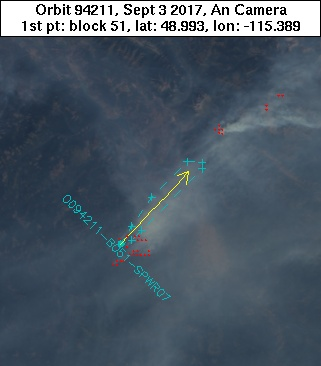 Orbit 94211, Sept 3 2017, An Camera
1st pt: block 51, lat: 48.993, lon: -115.389
0094211-B051-SPWR07